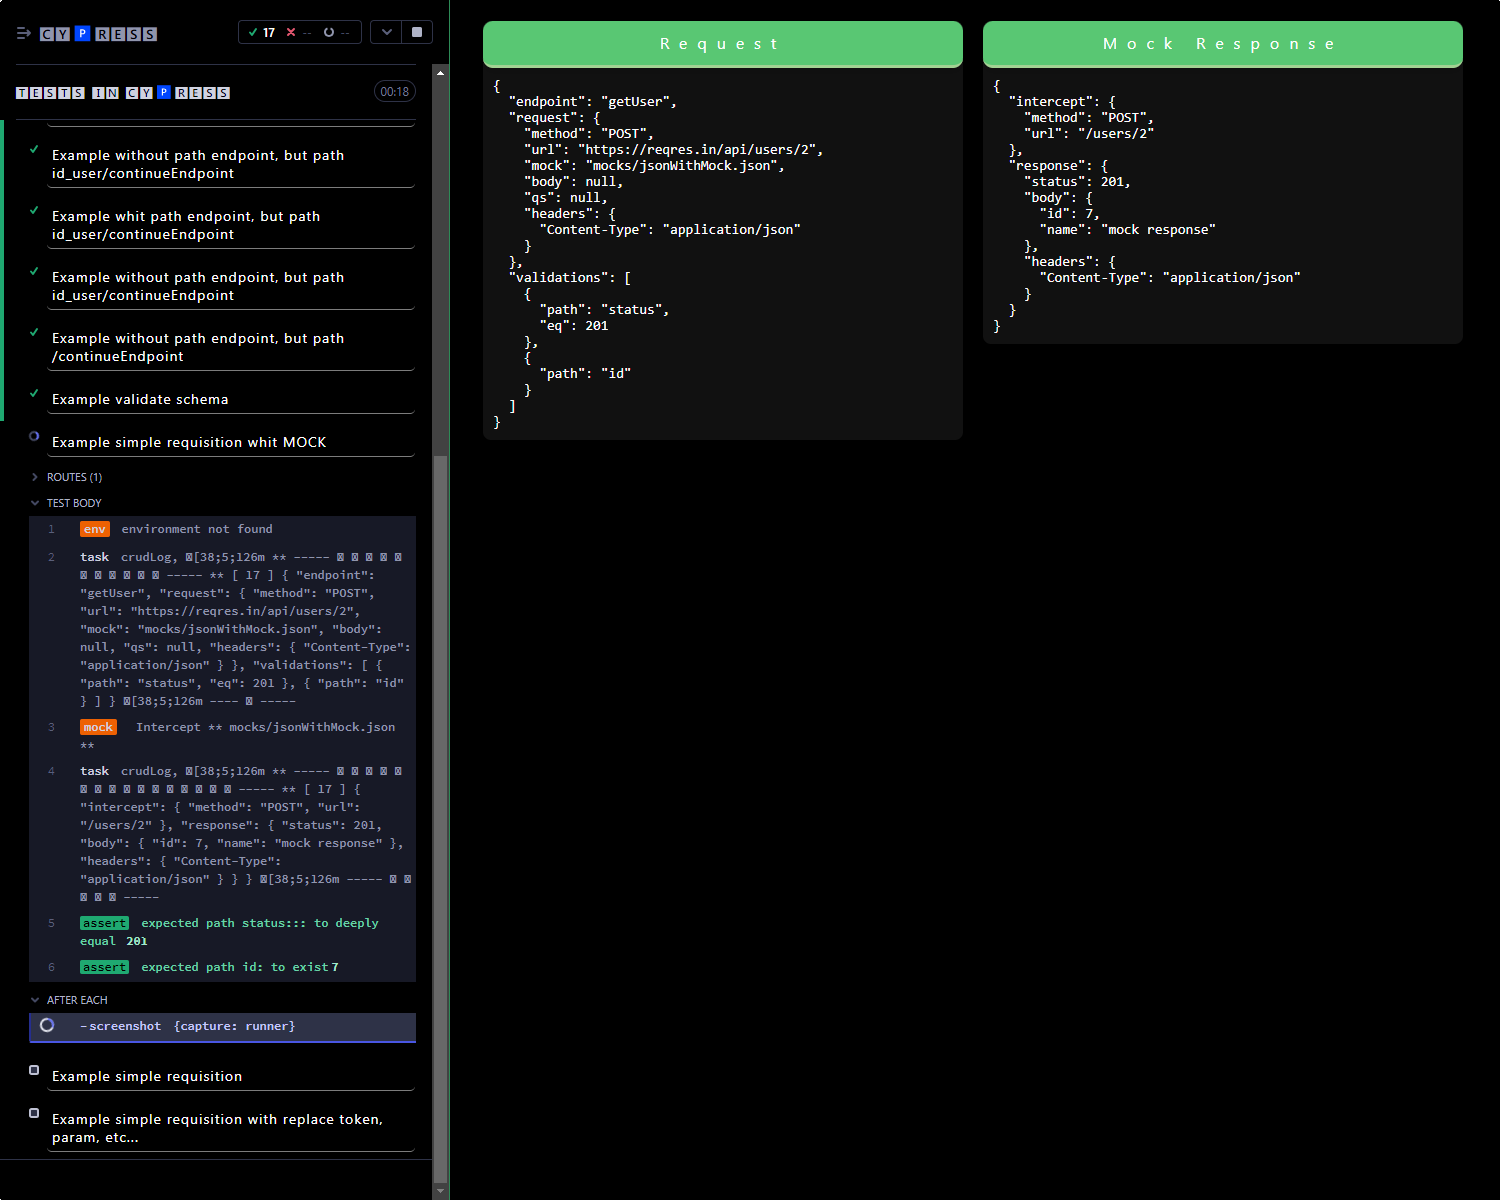 CYPRESS
17 -- --
TESTS IN CYPRESS
00:18
Example without path endpoint, but path
id_user/continueEndpoint
Example whit path endpoint, but path
id_user/continueEndpoint
Example without path endpoint, but path
id_user/continueEndpoint
Example without path endpoint, but path
/continueEndpoint
Example validate schema
Example simple requisition whit MOCK
ROUTES (1)
TEST BODY
1 env environment not found
2 task crudLog, [38;5;126m ** -----
----- ** [ 17 ] { "endpoint":
"getUser", "request": { "method": "POST",
"url": "https://reqres.in/api/users/2",
"mock": "mocks/jsonWithMock.json", "body":
null, "qs": null, "headers": { "Content-Type":
"application/json" } }, "validations": [ {
"path": "status", "eq": 201 }, { "path": "id"
} ] } [38;5;126m ---- -----
3 mock Intercept ** mocks/jsonWithMock.json
**
4 task crudLog, [38;5;126m ** -----
----- ** [ 17 ] {
"intercept": { "method": "POST", "url":
"/users/2" }, "response": { "status": 201,
"body": { "id": 7, "name": "mock response" },
"headers": { "Content-Type":
"application/json" } } } [38;5;126m -----
-----
5 assert expected path status::: to deeply
equal 201
6 assert expected path id: to exist 7
AFTER EACH
-screenshot {capture: runner}
Example simple requisition
Example simple requisition with replace token,
param, etc...
Request
{
"endpoint": "getUser",
"request": {
"method": "POST",
"url": "https://reqres.in/api/users/2",
"mock": "mocks/jsonWithMock.json",
"body": null,
"qs": null,
"headers": {
"Content-Type": "application/json"
}
},
"validations": [
{
"path": "status",
"eq": 201
},
{
"path": "id"
}
]
}
Mock Response
{
"intercept": {
"method": "POST",
"url": "/users/2"
},
"response": {
"status": 201,
"body": {
"id": 7,
"name": "mock response"
},
"headers": {
"Content-Type": "application/json"
}
}
}